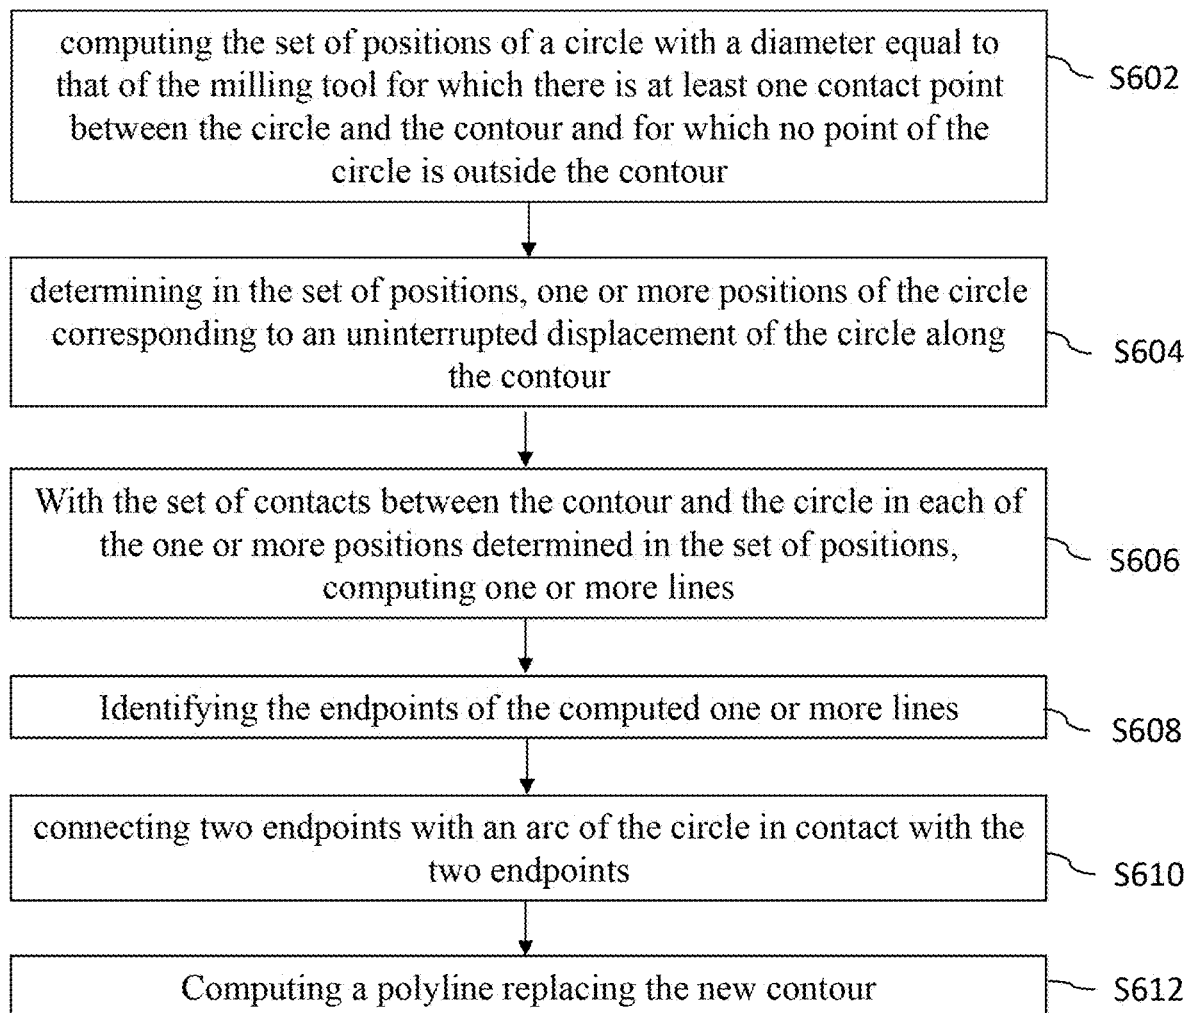 computing the set of positions of a circle with a diameter equal to
that of the milling tool for which there is at least one contact point
between the circle and the contour and for which no point of the
circle is outside the contour
S602
determining in the set of positions, one or more positions of the circle
corresponding to an uninterrupted displacement of the circle along
the contour
S604
With the set of contacts between the contour and the circle in each of
the one or more positions determined in the set of positions,
computing one or more lines
S606
Identifying the endpoints of the computed one or more lines
S608
connecting two endpoints with an arc of the circle in contact with the
two endpoints
S610
Computing a polyline replacing the new contour
S612